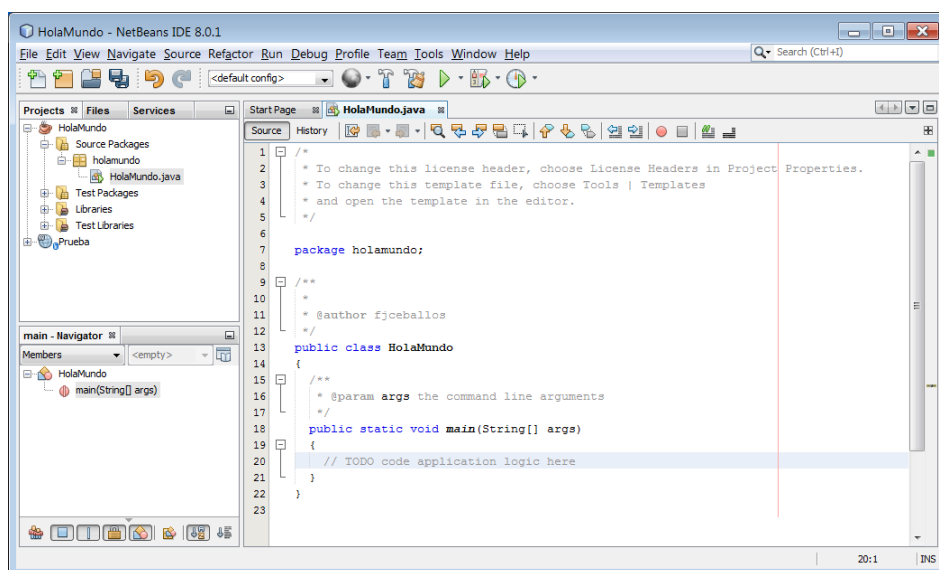 HolaMundo - NetBeans IDE 8.0.1
File Edit View Navigate Source Refactor Run Debug Profile Team Tools Window Help
Search (Ctrl+I)
<default config>
Projects Files Services
HolaMundo
Source Packages
holamundo
HolaMundo.java
Test Packages
Libraries
Test Libraries
Prueba
main - Navigator
Members <empty>
HolaMundo
main(String[] args)
Start Page HolaMundo.java
Source History
1 /*
2 * To change this license header, choose License Headers in Project Properties.
3 * To change this template file, choose Tools | Templates
4 * and open the template in the editor.
5 */
6
7 package holamundo;
8
9 /**
10 *
11 * @author fjceballos
12 */
13 public class HolaMundo
14 {
15 /**
16 * @param args the command line arguments
17 */
18 public static void main(String[] args)
19 {
20 // TODO code application logic here
21 }
22 }
23
20:1 INS